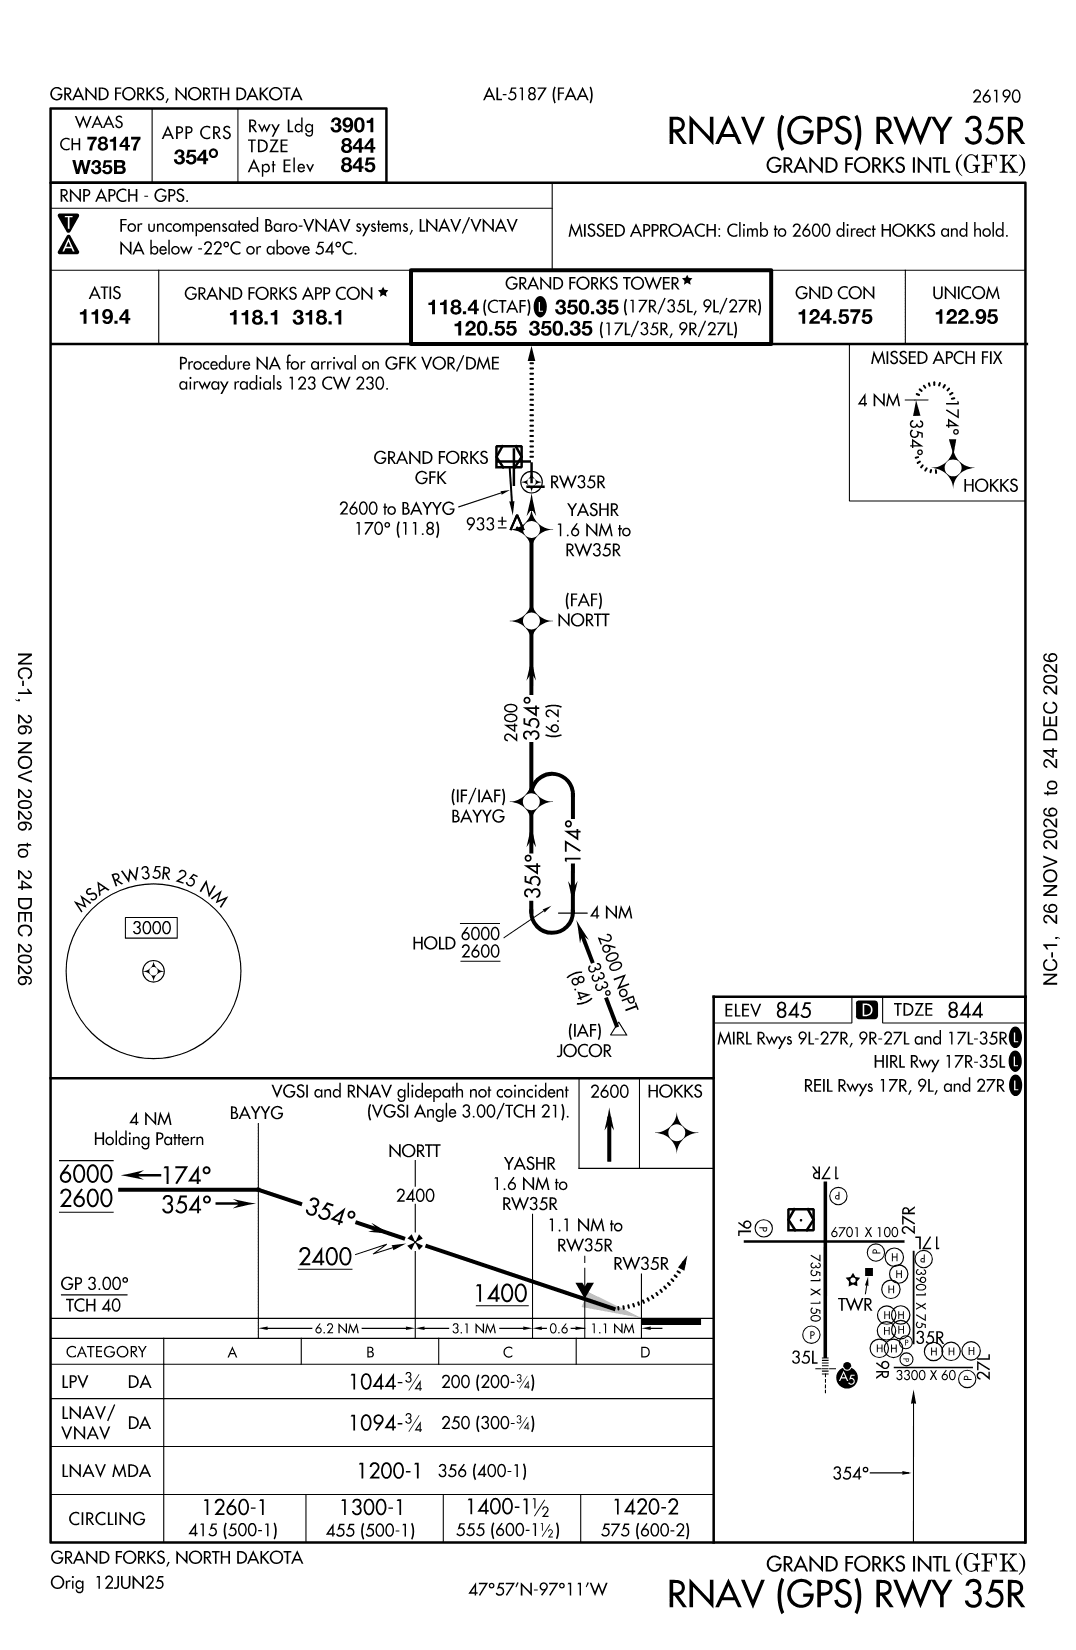 GRAND FORKS, NORTH DAKOTA
AL-5187 (FAA)
26190
WAAS
CH 78147
W35B
APP CRS
354°
Rwy Ldg 3901
TDZE 844
Apt Elev 845
RNAV (GPS) RWY 35R
GRAND FORKS INTL (GFK)
RNP APCH - GPS.
T
A
For uncompensated Baro-VNAV systems, LNAV/VNAV
NA below -22°C or above 54°C.
MISSED APPROACH: Climb to 2600 direct HOKKS and hold.
ATIS
119.4
GRAND FORKS APP CON ★
118.1 318.1
GRAND FORKS TOWER ★
118.4 (CTAF) L 350.35 (17R/35L, 9L/27R)
120.55 350.35 (17L/35R, 9R/27L)
GND CON
124.575
UNICOM
122.95
Procedure NA for arrival on GFK VOR/DME
airway radials 123 CW 230.
MISSED APCH FIX
4 NM
354°
174°
HOKKS
GRAND FORKS
GFK
RW35R
2600 to BAYYG
170° (11.8)
933±
YASHR
1.6 NM to
RW35R
(FAF)
NORTT
2400
354°
(6.2)
(IF/IAF)
BAYYG
354°
174°
4 NM
HOLD 6000
2600
2600 NoPT
333°
(8.4)
(IAF)
JOCOR
MSA RW35R 25 NM
3000
NC-1, 26 NOV 2026 to 24 DEC 2026
NC-1, 26 NOV 2026 to 24 DEC 2026
ELEV 845
D
TDZE 844
MIRL Rwys 9L-27R, 9R-27L and 17L-35R L
HIRL Rwy 17R-35L L
REIL Rwys 17R, 9L, and 27R L
17R
P
9L
P
6701 X 100
27R
17L
P
P
H
H
H
7351 X 150
3901 X 75
TWR
H
H
H
H
H
H
P
35R
P
35L
A5
9R
P
H
H
H
3300 X 60
P
27L
354°
VGSI and RNAV glidepath not coincident
(VGSI Angle 3.00/TCH 21).
2600
HOKKS
4 NM
Holding Pattern
BAYYG
6000
2600
174°
354°
354°
NORTT
2400
2400
YASHR
1.6 NM to
RW35R
1.1 NM to
RW35R
RW35R
1400
GP 3.00°
TCH 40
6.2 NM
3.1 NM
0.6
1.1 NM
CATEGORY A B C D
LPV DA 1044-¾ 200 (200-¾)
LNAV/
VNAV DA 1094-¾ 250 (300-¾)
LNAV MDA 1200-1 356 (400-1)
CIRCLING
1260-1
415 (500-1)
1300-1
455 (500-1)
1400-1½
555 (600-1½)
1420-2
575 (600-2)
GRAND FORKS, NORTH DAKOTA
Orig 12JUN25
47°57'N-97°11'W
GRAND FORKS INTL (GFK)
RNAV (GPS) RWY 35R